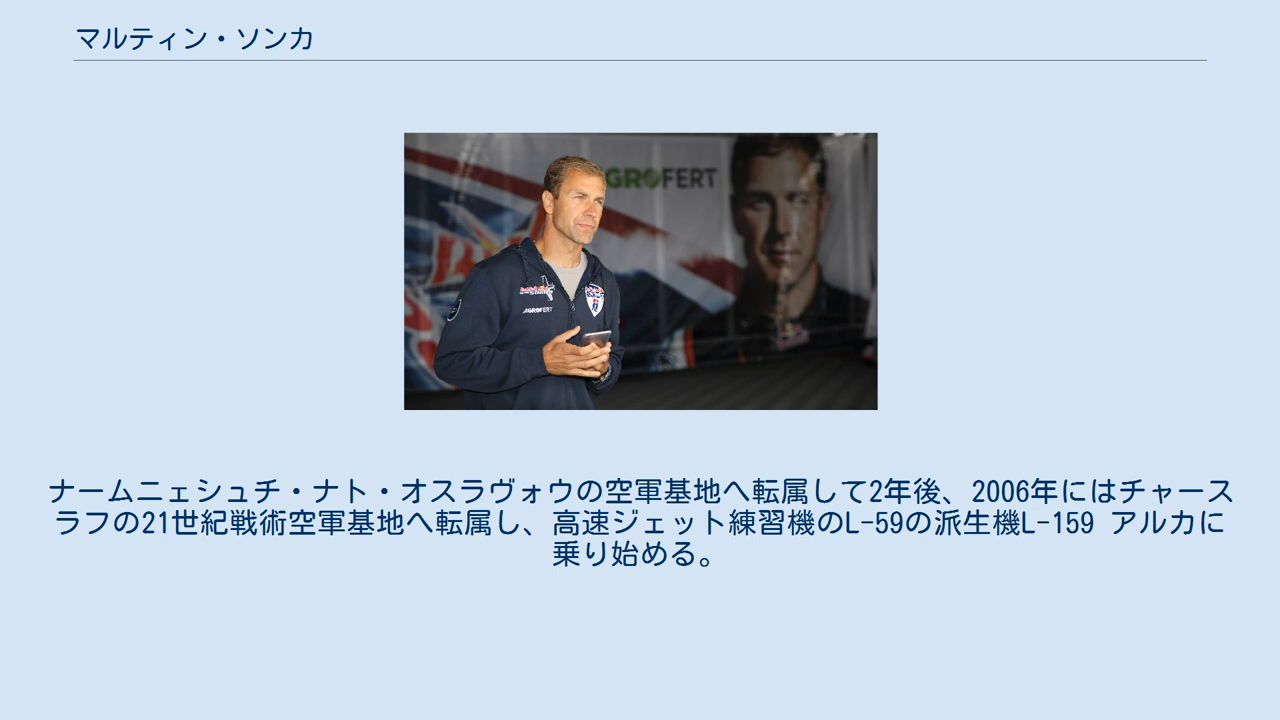 マルティン・ソンカ
AGROFERT
AGROFERT
ナームニェシュチ・ナト・オスラヴォウの空軍基地へ転属して2年後、2006年にはチャース
ラフの21世紀戦術空軍基地へ転属し、高速ジェット練習機のL-59の派生機L-159 アルカに
乗り始める。